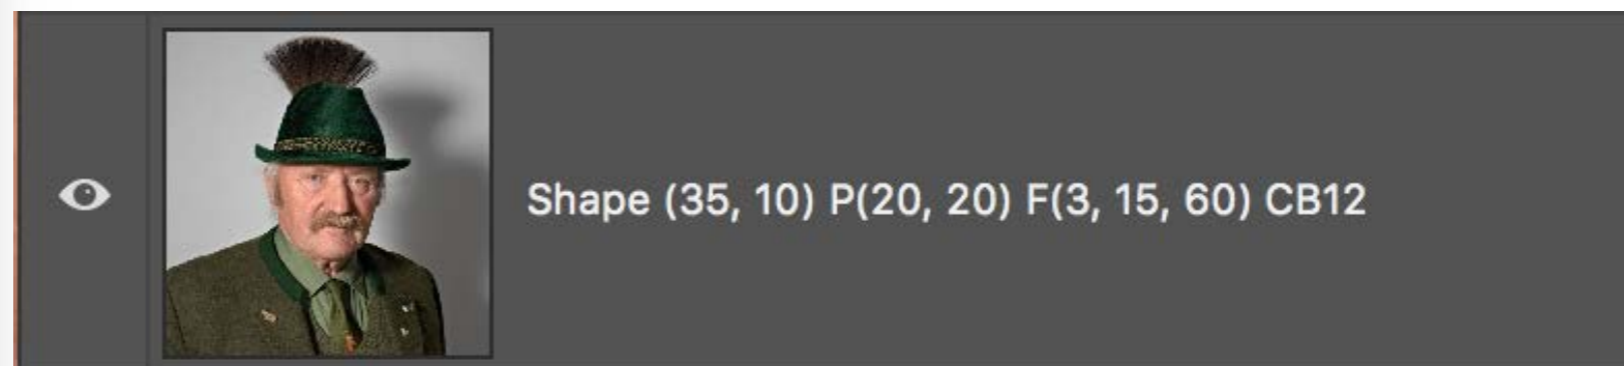 Shape (35, 10) P(20, 20) F(3, 15, 60) CB12